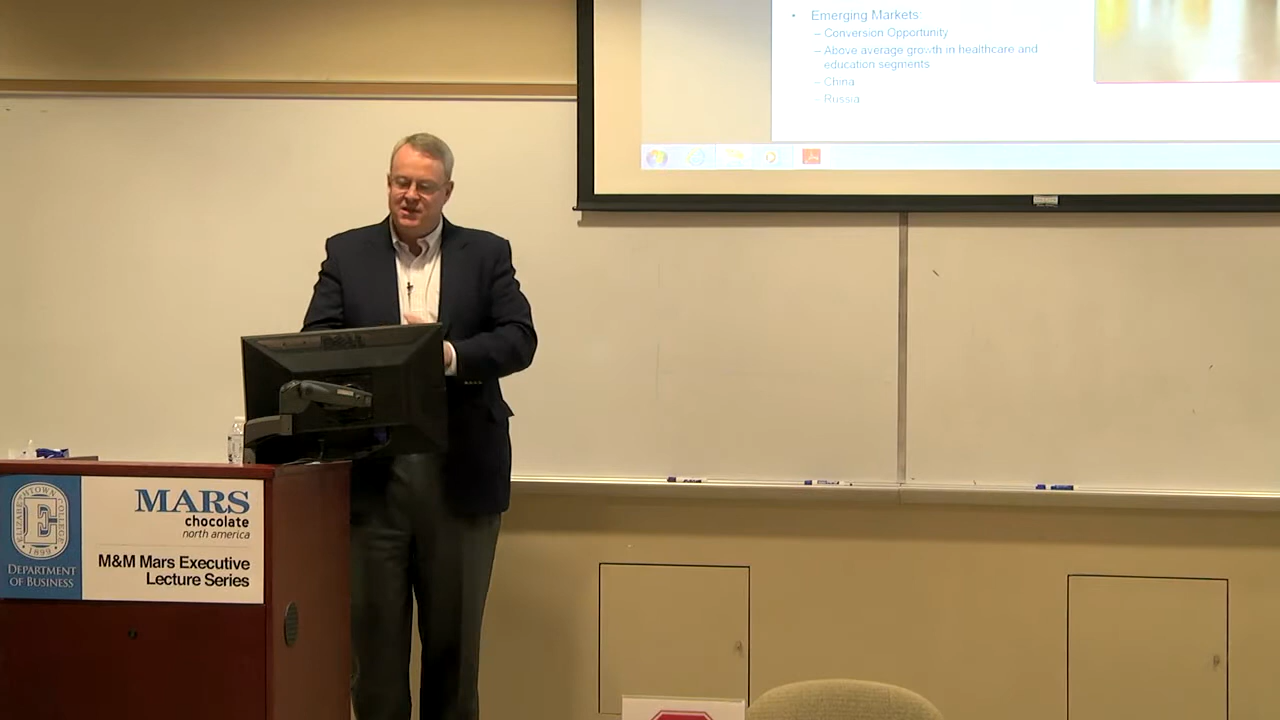 • Emerging Markets:
– Conversion Opportunity
– Above average growth in healthcare and
education segments
– China
– Russia
ELIZABETHTOWN COLLEGE
E
1899
DEPARTMENT
OF BUSINESS
MARS
chocolate
north america
M&M Mars Executive
Lecture Series